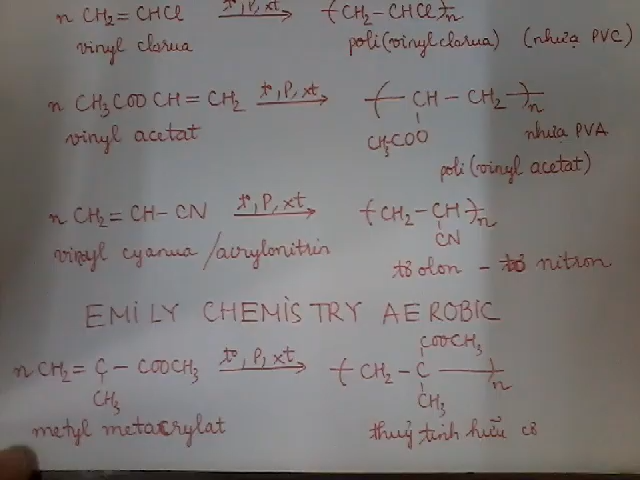 n CH₂=CHCl t°,P,xt → (CH₂-CHCl)n
vinyl clorua poli(vinyl clorua) (nhựa PVC)
n CH₃COOCH=CH₂ t°,P,xt → (CH-CH₂)n
CH₃COO nhựa PVA
vinyl acetat
poli(vinyl acetat)
n CH₂=CH-CN t°,P,xt → (CH₂-CH)n
CN
vinyl cyanua/acrylonitrin
tơ olon - tơ nitron
EMILY CHEMISTRY AEROBIC
COOCH₃
n CH₂=C-COOCH₃ t°,P,xt → (CH₂-C)n
CH₃ CH₃
metyl metacrylat thuỷ tinh hữu cơ